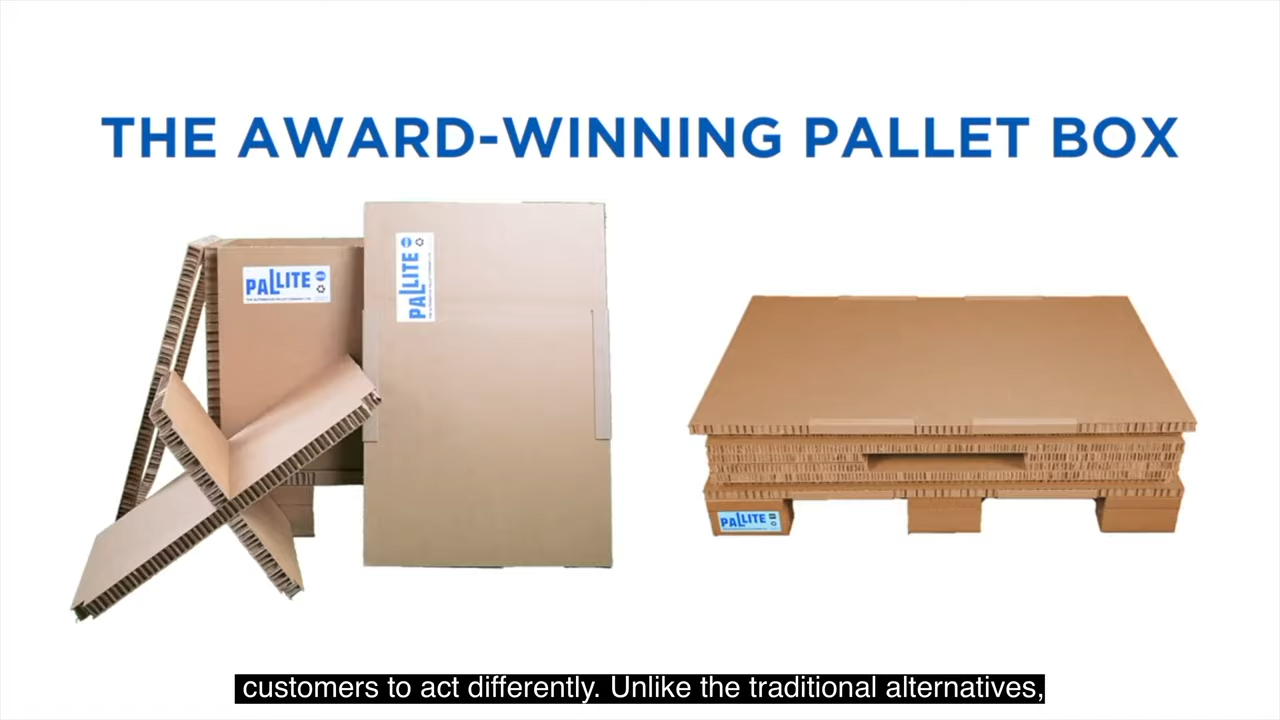 THE AWARD-WINNING PALLET BOX
PALLITE
PALLITE
PALLITE
customers to act differently. Unlike the traditional alternatives,